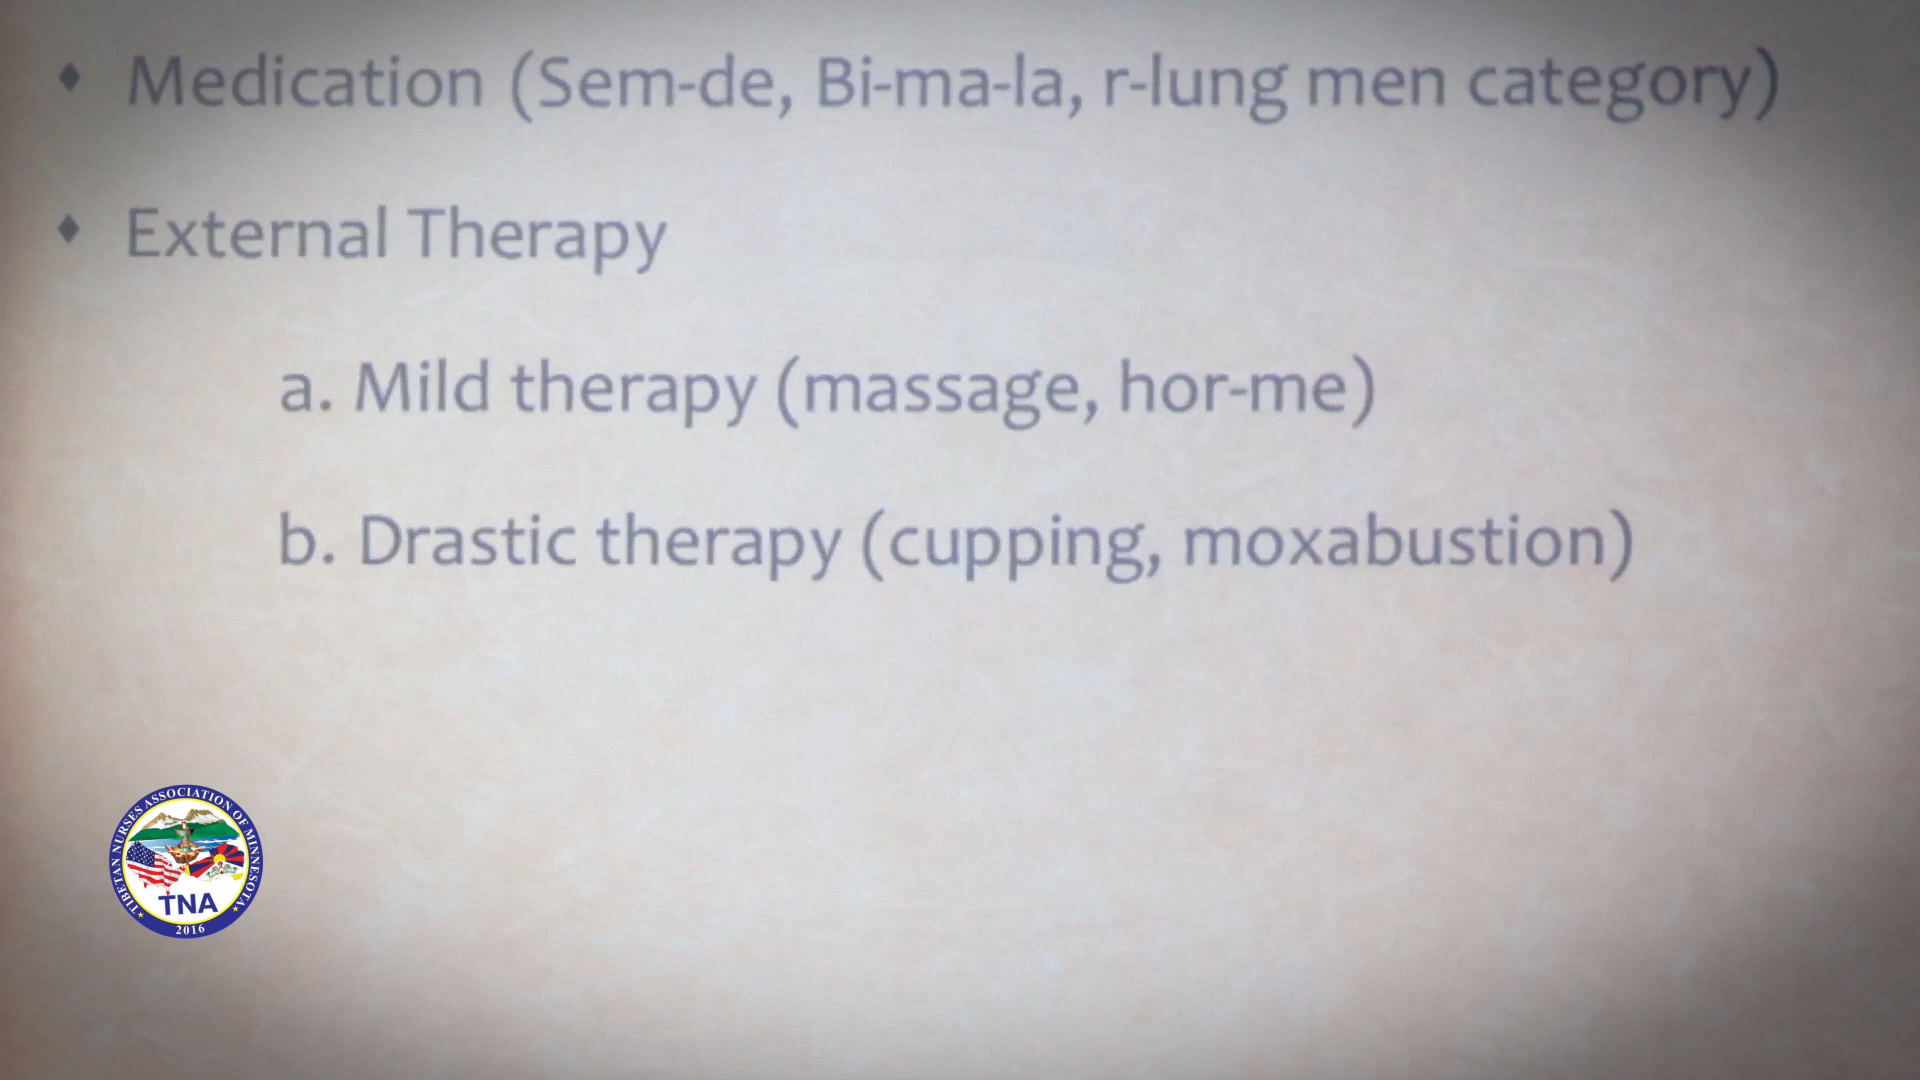 ♦ Medication (Sem-de, Bi-ma-la, r-lung men category)
♦ External Therapy
a. Mild therapy (massage, hor-me)
b. Drastic therapy (cupping, moxabustion)
TIBETAN NURSES ASSOCIATION OF MINNESOTA
TNA
2016